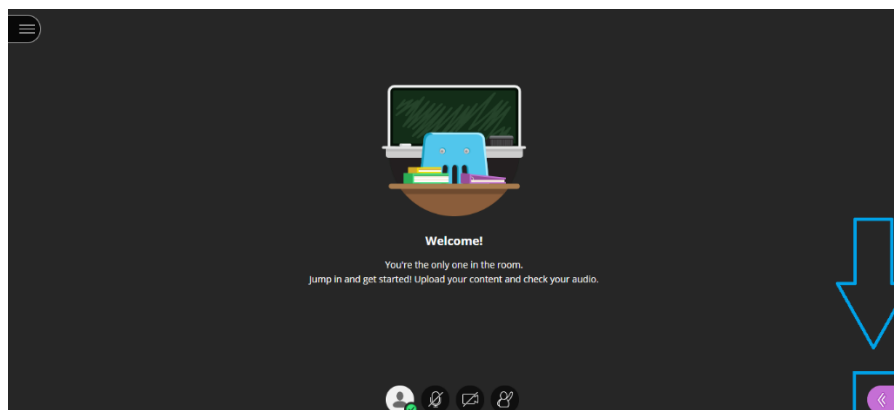 Welcome!
You're the only one in the room.
Jump in and get started! Upload your content and check your audio.